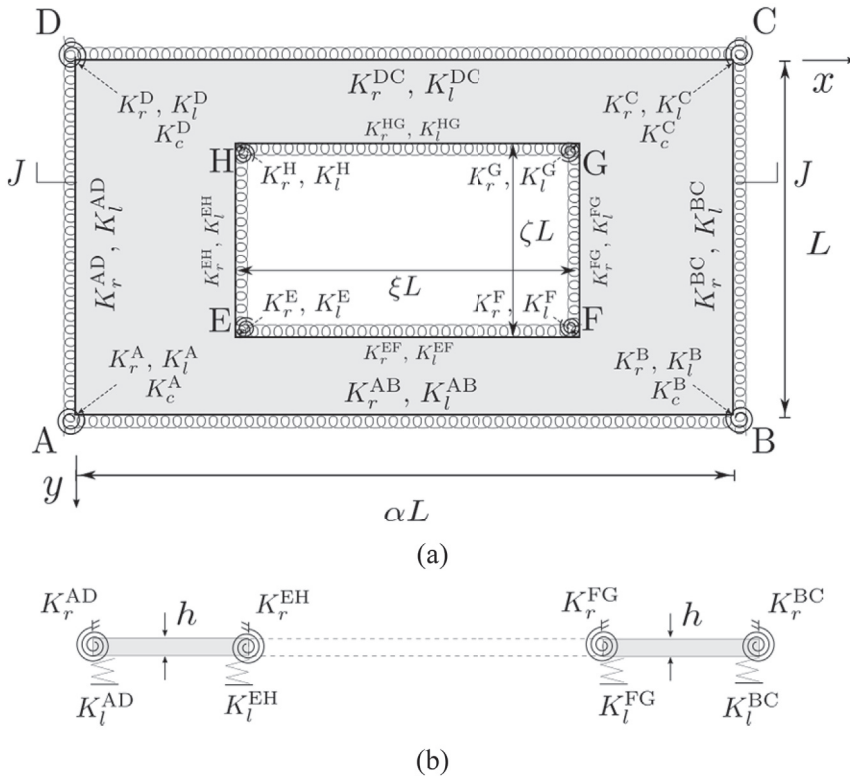 D C
K_r^DC, K_l^DC
x
K_r^D, K_l^D K_r^C, K_l^C
K_c^D K_c^C
K_r^HG, K_l^HG
H G
K_r^H, K_l^H K_r^G, K_l^G
J J
K_r^AD, K_l^AD
K_r^EH, K_l^EH
ζL
K_r^FG, K_l^FG
K_r^BC, K_l^BC
L
ξL
K_r^E, K_l^E K_r^F, K_l^F
E F
K_r^EF, K_l^EF
K_r^A, K_l^A K_r^B, K_l^B
K_c^A K_c^B
K_r^AB, K_l^AB
A B
y
αL
(a)
K_r^AD h K_r^EH K_r^FG h K_r^BC
K_l^AD K_l^EH K_l^FG K_l^BC
(b)